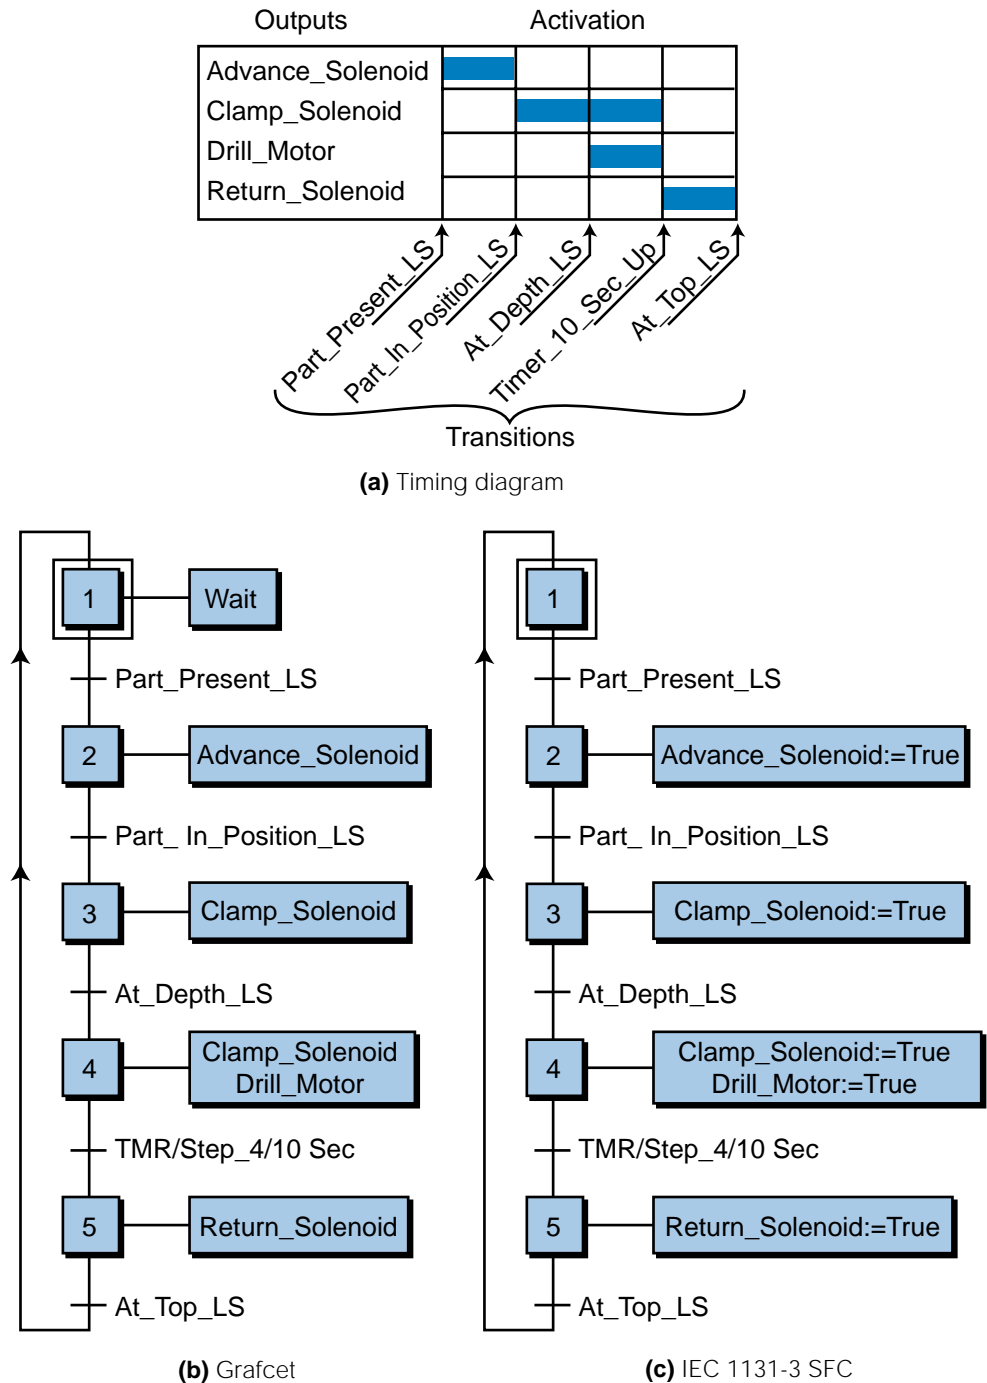 Outputs
Activation
Advance_Solenoid
Clamp_Solenoid
Drill_Motor
Return_Solenoid
Part_Present_LS
Part_In_Position_LS
At_Depth_LS
Timer_10_Sec_Up
At_Top_LS
Transitions
(a) Timing diagram
1
Wait
Part_Present_LS
2
Advance_Solenoid
Part_ In_Position_LS
3
Clamp_Solenoid
At_Depth_LS
4
Clamp_Solenoid
Drill_Motor
TMR/Step_4/10 Sec
5
Return_Solenoid
At_Top_LS
(b) Grafcet
1
Part_Present_LS
2
Advance_Solenoid:=True
Part_ In_Position_LS
3
Clamp_Solenoid:=True
At_Depth_LS
4
Clamp_Solenoid:=True
Drill_Motor:=True
TMR/Step_4/10 Sec
5
Return_Solenoid:=True
At_Top_LS
(c) IEC 1131-3 SFC